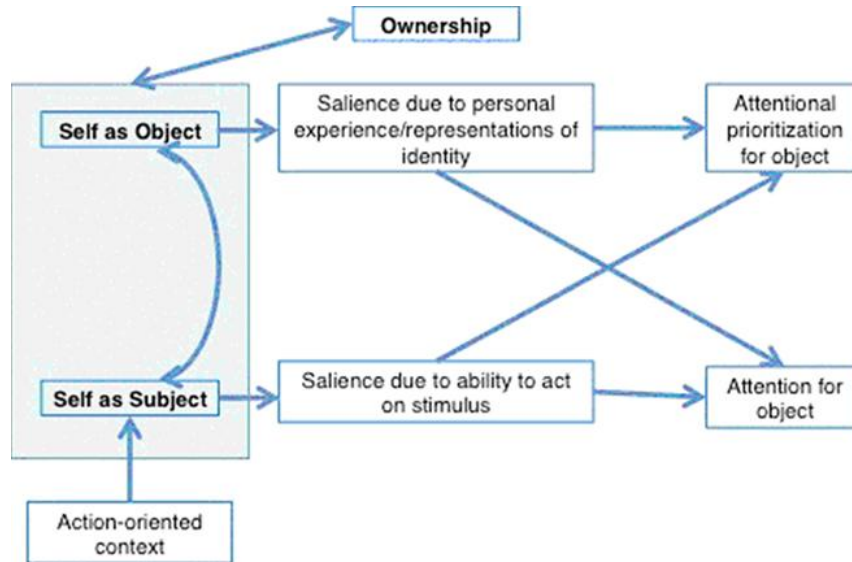 Ownership
Self as Object
Salience due to personal
experience/representations of
identity
Attentional
prioritization
for object
Self as Subject
Salience due to ability to act
on stimulus
Attention for
object
Action-oriented
context